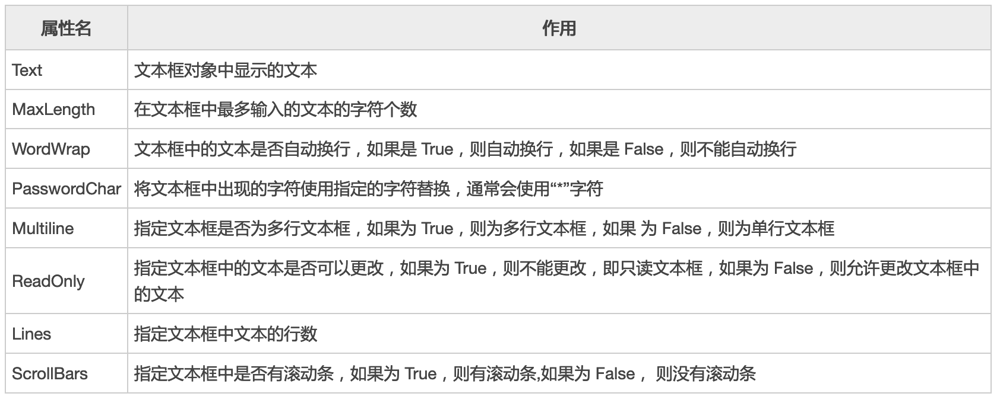 属性名 作用
Text 文本框对象中显示的文本
MaxLength 在文本框中最多输入的文本的字符个数
WordWrap 文本框中的文本是否自动换行，如果是 True，则自动换行，如果是 False，则不能自动换行
PasswordChar 将文本框中出现的字符使用指定的字符替换，通常会使用“*”字符
Multiline 指定文本框是否为多行文本框，如果为 True，则为多行文本框，如果 为 False，则为单行文本框
ReadOnly 指定文本框中的文本是否可以更改，如果为 True，则不能更改，即只读文本框，如果为 False，则允许更改文本框中
的文本
Lines 指定文本框中文本的行数
ScrollBars 指定文本框中是否有滚动条，如果为 True，则有滚动条,如果为 False， 则没有滚动条